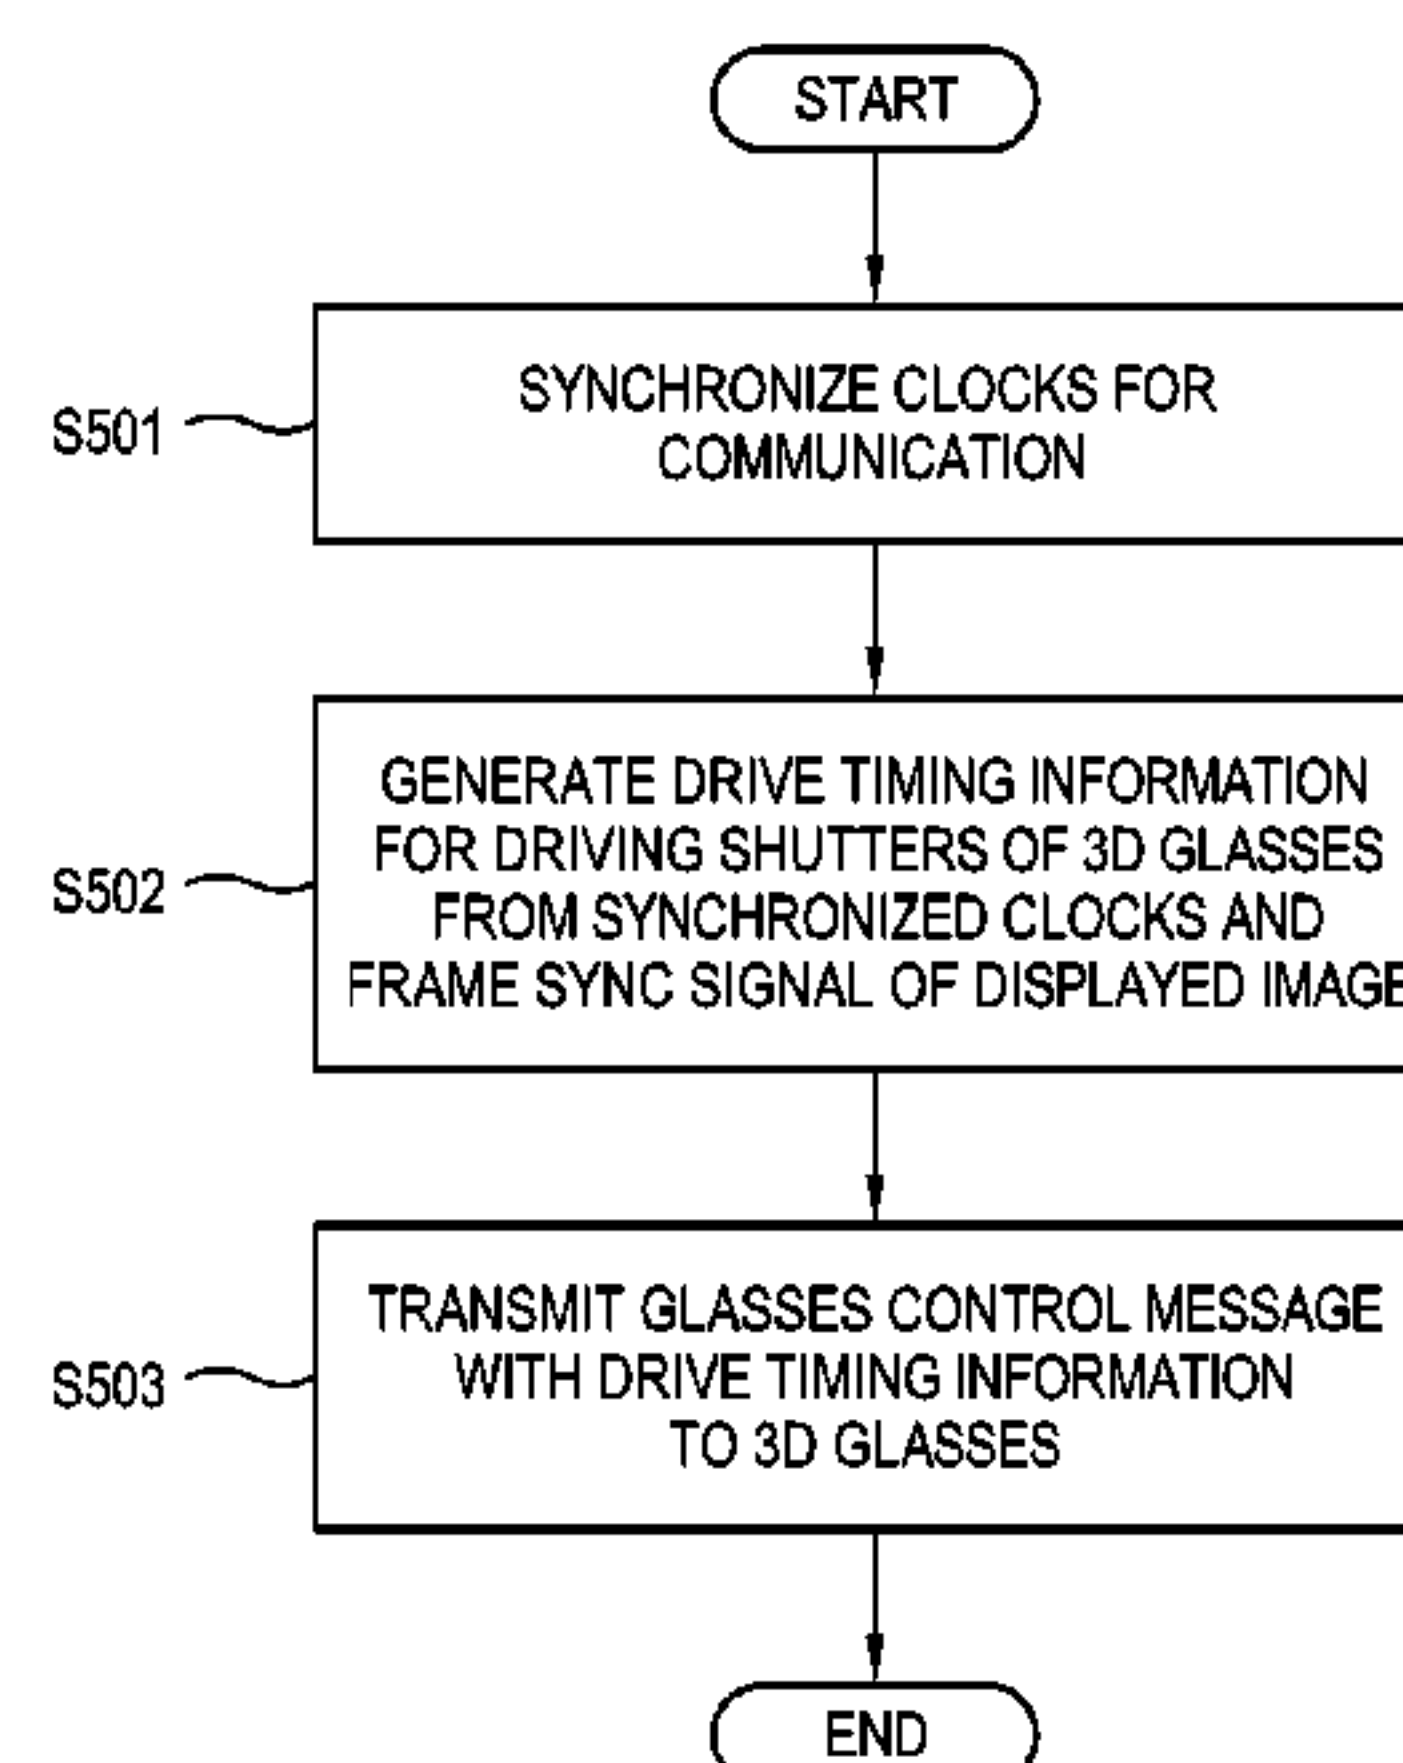 START
S501
SYNCHRONIZE CLOCKS FOR
COMMUNICATION
S502
GENERATE DRIVE TIMING INFORMATION
FOR DRIVING SHUTTERS OF 3D GLASSES
FROM SYNCHRONIZED CLOCKS AND
FRAME SYNC SIGNAL OF DISPLAYED IMAGE
S503
TRANSMIT GLASSES CONTROL MESSAGE
WITH DRIVE TIMING INFORMATION
TO 3D GLASSES
END